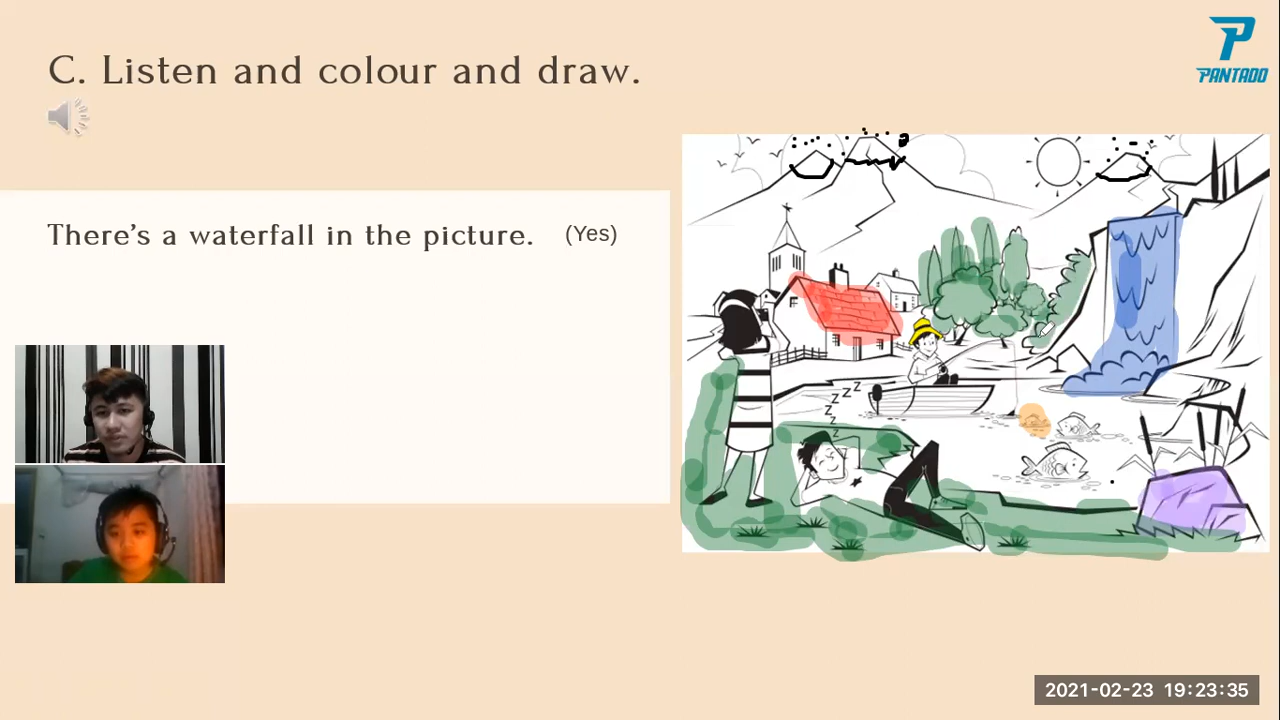 C. Listen and colour and draw.
PANTADO
There's a waterfall in the picture. (Yes)
z z z
z
z
z
z
2021-02-23 19:23:35